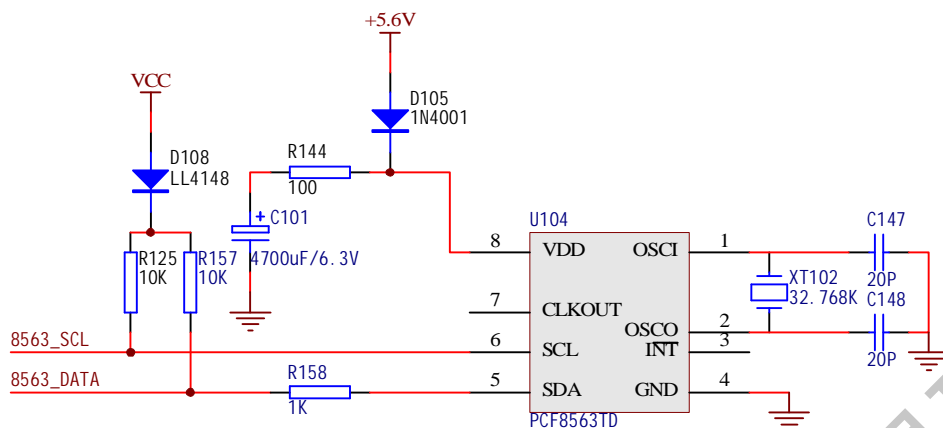 +5.6V
VCC
D105
1N4001
D108
LL4148
R144
100
+
C101
4700uF/6.3V
R125
10K
R157
10K
U104
8
VDD
OSCI
1
C147
20P
XT102
32.768K
7
CLKOUT
OSCO
2
C148
20P
8563_SCL
6
SCL
INT
3
8563_DATA
R158
1K
5
SDA
GND
4
PCF8563TD